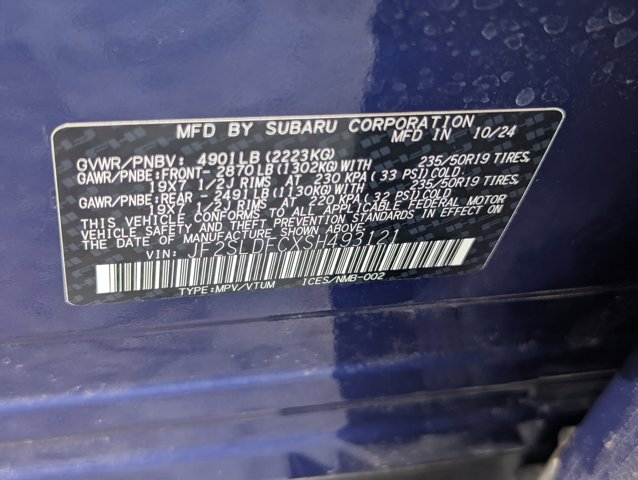 MFD BY SUBARU CORPORATION
MFD IN 10/24
GVWR/PNBV: 4901LB(2223KG)
GAWR/PNBE:FRONT- 2870LB(1302KG)WITH 235/50R19 TIRES,
19X7 1/2J RIMS AT 230 KPA(33 PSI)COLD.
GAWR/PNBE:REAR - 2491LB(1130KG)WITH 235/50R19 TIRES,
19X7 1/2J RIMS AT 220 KPA(32 PSI)COLD
THIS VEHICLE CONFORMS TO ALL APPLICABLE FEDERAL MOTOR
VEHICLE SAFETY AND BUMPER STANDARDS IN EFFECT ON
THE DATE OF MANUFACTURE SHOWN ABOVE.
VIN: JF2SLDFCXSH493121
TYPE:MPV/VTUM ICES/NMB-002